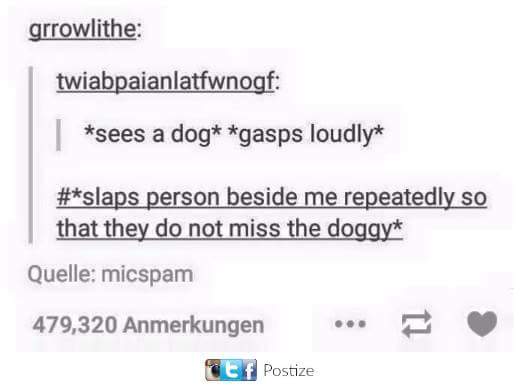 grrowlithe:
twiabpaianlatfwnogf:
*sees a dog* *gasps loudly*
#*slaps person beside me repeatedly so
that they do not miss the doggy*
Quelle: micspam
479,320 Anmerkungen
Postize